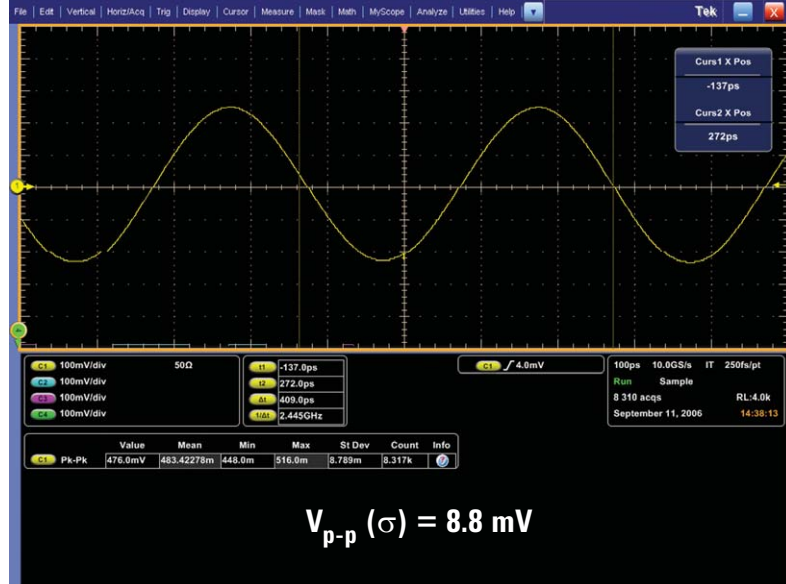 File | Edit | Vertical | Horiz/Acq | Trig | Display | Cursor | Measure | Mask | Math | MyScope | Analyze | Utilities | Help Tek X
Curs1 X Pos
-137ps
Curs2 X Pos
272ps
1
C1 100mV/div 50Ω
C2 100mV/div
C3 100mV/div
C4 100mV/div
t1 -137.0ps
t2 272.0ps
Δt 409.0ps
1/Δt 2.445GHz
C1 4.0mV
100ps 10.0GS/s IT 250fs/pt
Run Sample
8 310 acqs RL:4.0k
September 11, 2006 14:38:13
Value Mean Min Max St Dev Count Info
C1 Pk-Pk 476.0mV 483.42278m 448.0m 516.0m 8.789m 8.317k
Vp-p (σ) = 8.8 mV